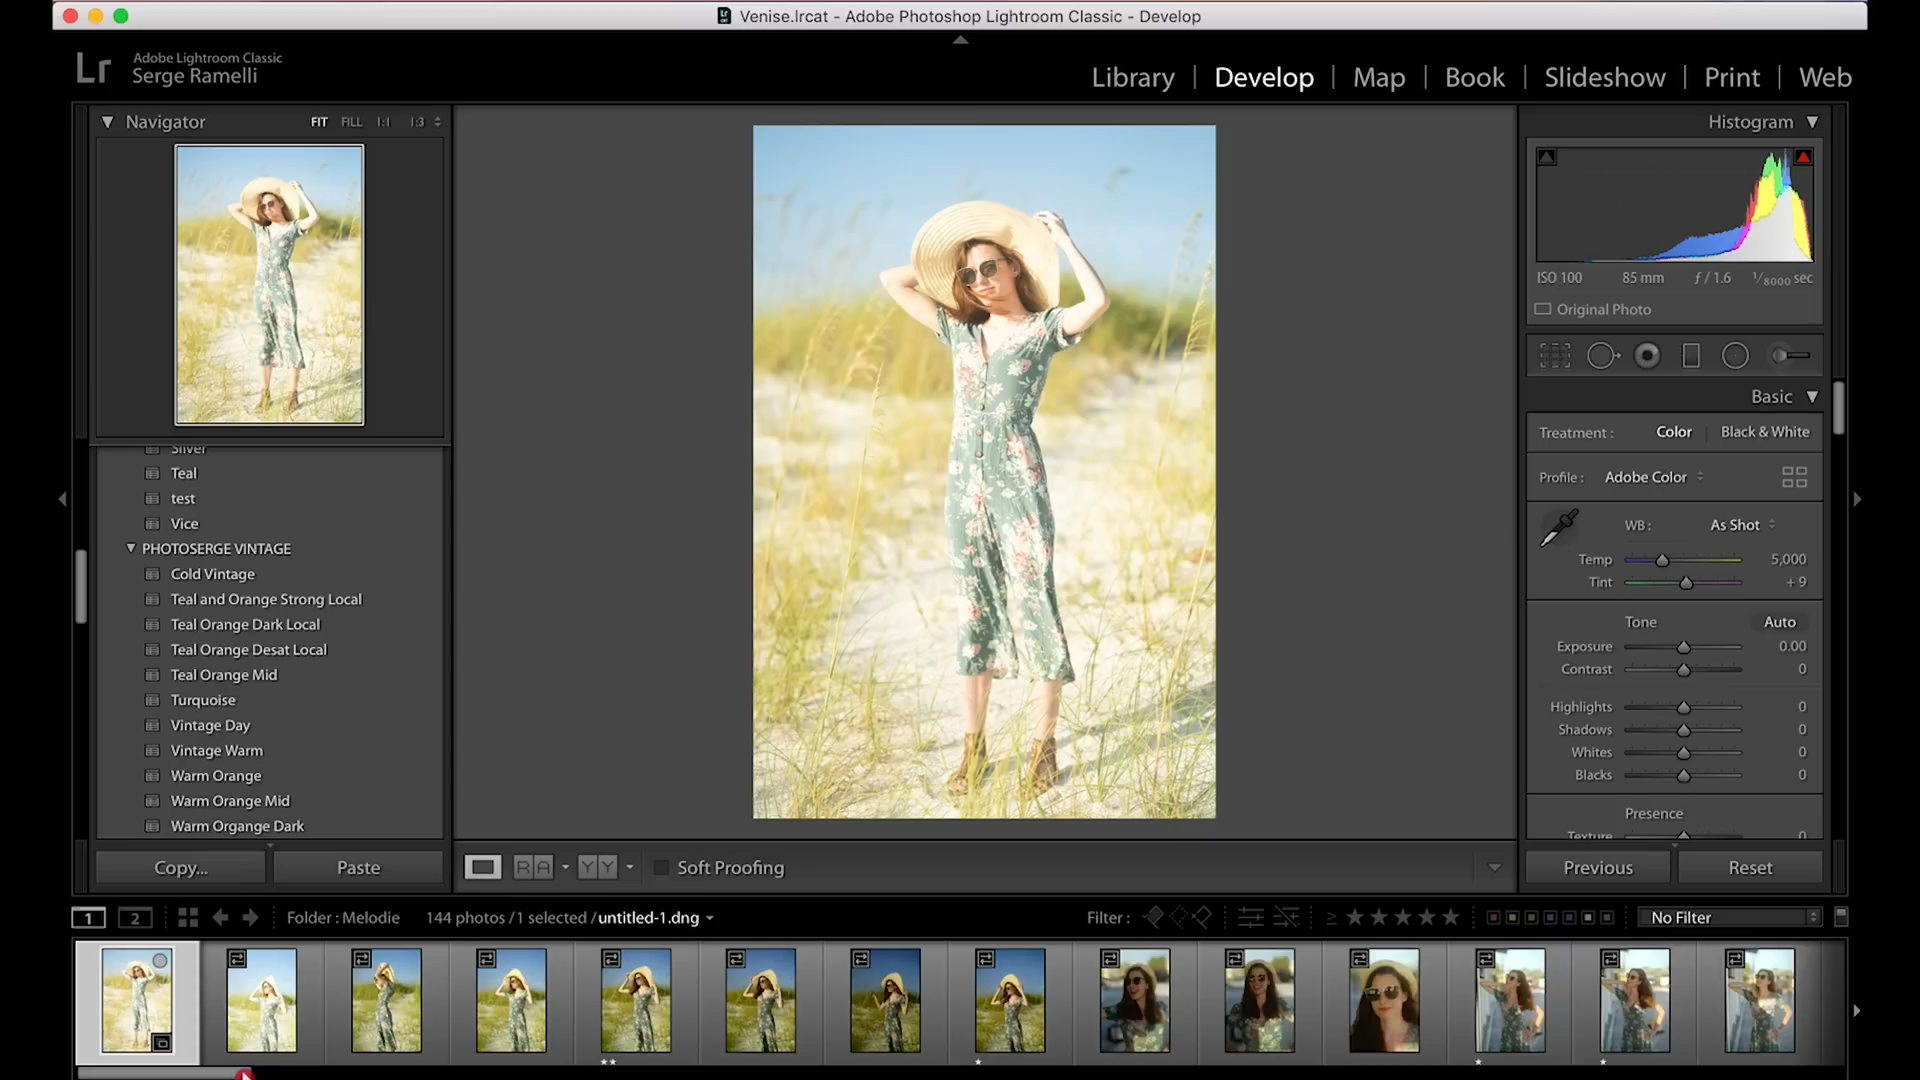 Venise.lrcat - Adobe Photoshop Lightroom Classic - Develop
Lr
Adobe Lightroom Classic
Serge Ramelli
Library | Develop | Map | Book | Slideshow | Print | Web
Navigator FIT FILL 1:1 1:3
Silver
Teal
test
Vice
PHOTOSERGE VINTAGE
Cold Vintage
Teal and Orange Strong Local
Teal Orange Dark Local
Teal Orange Desat Local
Teal Orange Mid
Turquoise
Vintage Day
Vintage Warm
Warm Orange
Warm Orange Mid
Warm Organge Dark
Copy... Paste
R A Y Y Soft Proofing
Histogram
ISO 100 85 mm ƒ / 1.6 1/8000 sec
Original Photo
Basic
Treatment : Color Black & White
Profile : Adobe Color
WB : As Shot
Temp 5,000
Tint + 9
Tone Auto
Exposure 0.00
Contrast 0
Highlights 0
Shadows 0
Whites 0
Blacks 0
Presence
Texture 0
Previous Reset
1 2 Folder : Melodie 144 photos / 1 selected / untitled-1.dng Filter : ≥ ★★★★★ No Filter